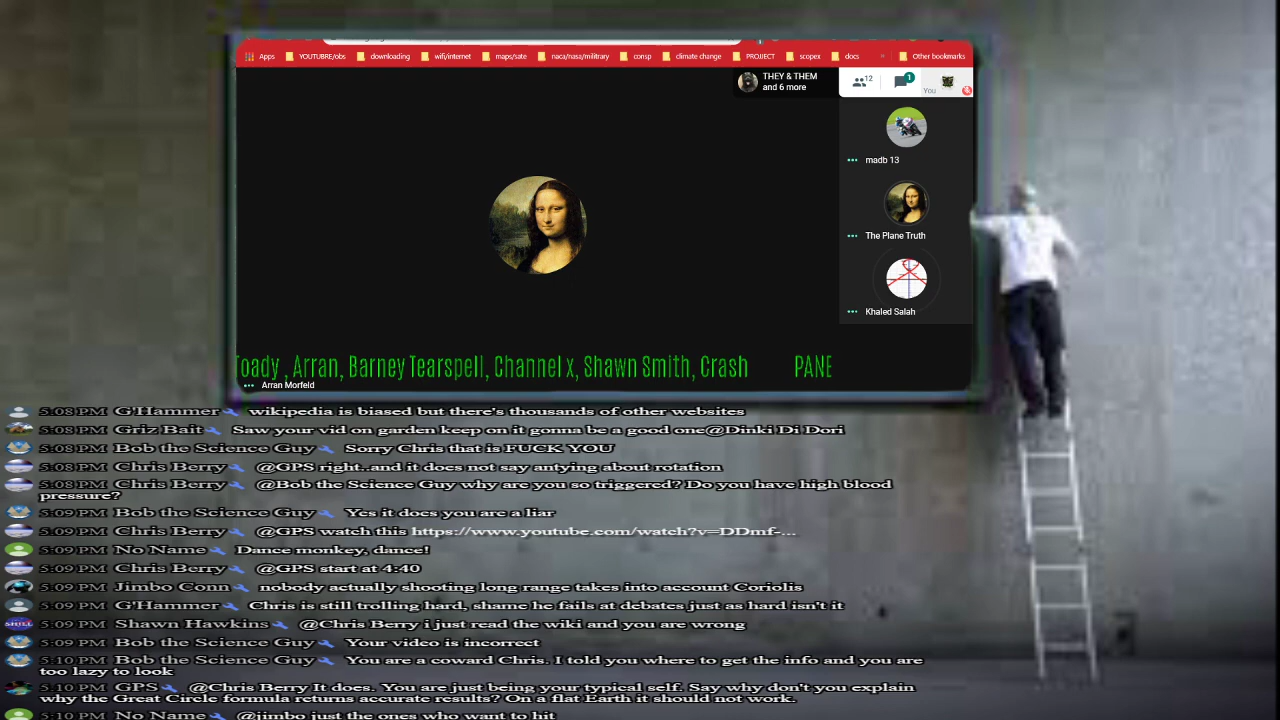 Apps YOUTUBRE/obs downloading wifi/internet maps/sate naca/nasa/militrary consp climate change PROJECT scopex docs Other bookmarks
THEY & THEM
and 6 more
12
1
You
madb 13
The Plane Truth
Khaled Salah
Toady , Arran, Barney Tearspell, Channel x, Shawn Smith, Crash PANE
Arran Morfeld
5:08 PM G'Hammer wikipedia is biased but there's thousands of other websites
5:08 PM Griz Bait Saw your vid on garden keep on it gonna be a good one@Dinki Di Dori
5:08 PM Bob the Science Guy Sorry Chris that is FUCK YOU
5:08 PM Chris Berry @GPS right..and it does not say antying about rotation
5:08 PM Chris Berry @Bob the Science Guy why are you so triggered? Do you have high blood
pressure?
5:09 PM Bob the Science Guy Yes it does you are a liar
5:09 PM Chris Berry @GPS watch this https://www.youtube.com/watch?v=DDmf-...
5:09 PM No Name Dance monkey, dance!
5:09 PM Chris Berry @GPS start at 4:40
5:09 PM Jimbo Conn nobody actually shooting long range takes into account Coriolis
5:09 PM G'Hammer Chris is still trolling hard, shame he fails at debates just as hard isn't it
SHILL 5:09 PM Shawn Hawkins @Chris Berry i just read the wiki and you are wrong
5:09 PM Bob the Science Guy Your video is incorrect
5:10 PM Bob the Science Guy You are a coward Chris. I told you where to get the info and you are
too lazy to look
5:10 PM GPS @Chris Berry It does. You are just being your typical self. Say why don't you explain
why the Great Circle formula returns accurate results? On a flat Earth it should not work.
5:10 PM No Name @jimbo just the ones who want to hit